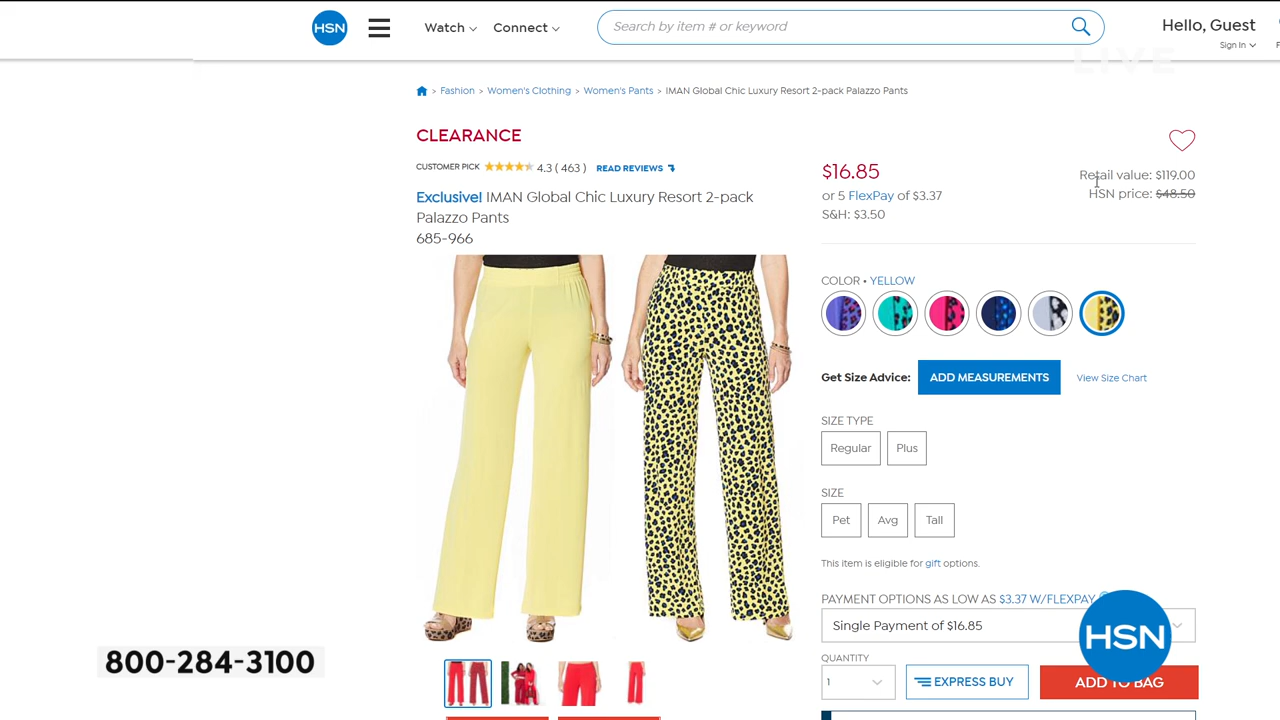 HSN
Watch
Connect
Search by item # or keyword
Hello, Guest
Sign In
LIVE
> Fashion > Women's Clothing > Women's Pants > IMAN Global Chic Luxury Resort 2-pack Palazzo Pants
CLEARANCE
CUSTOMER PICK 4.3 ( 463 ) READ REVIEWS
Exclusive! IMAN Global Chic Luxury Resort 2-pack
Palazzo Pants
685-966
$16.85
or 5 FlexPay of $3.37
S&H: $3.50
Retail value: $119.00
HSN price: $48.50
COLOR • YELLOW
Get Size Advice: ADD MEASUREMENTS View Size Chart
SIZE TYPE
Regular Plus
SIZE
Pet Avg Tall
This item is eligible for gift options.
PAYMENT OPTIONS AS LOW AS $3.37 W/FLEXPAY
Single Payment of $16.85
HSN
QUANTITY
1 EXPRESS BUY ADD TO BAG
800-284-3100